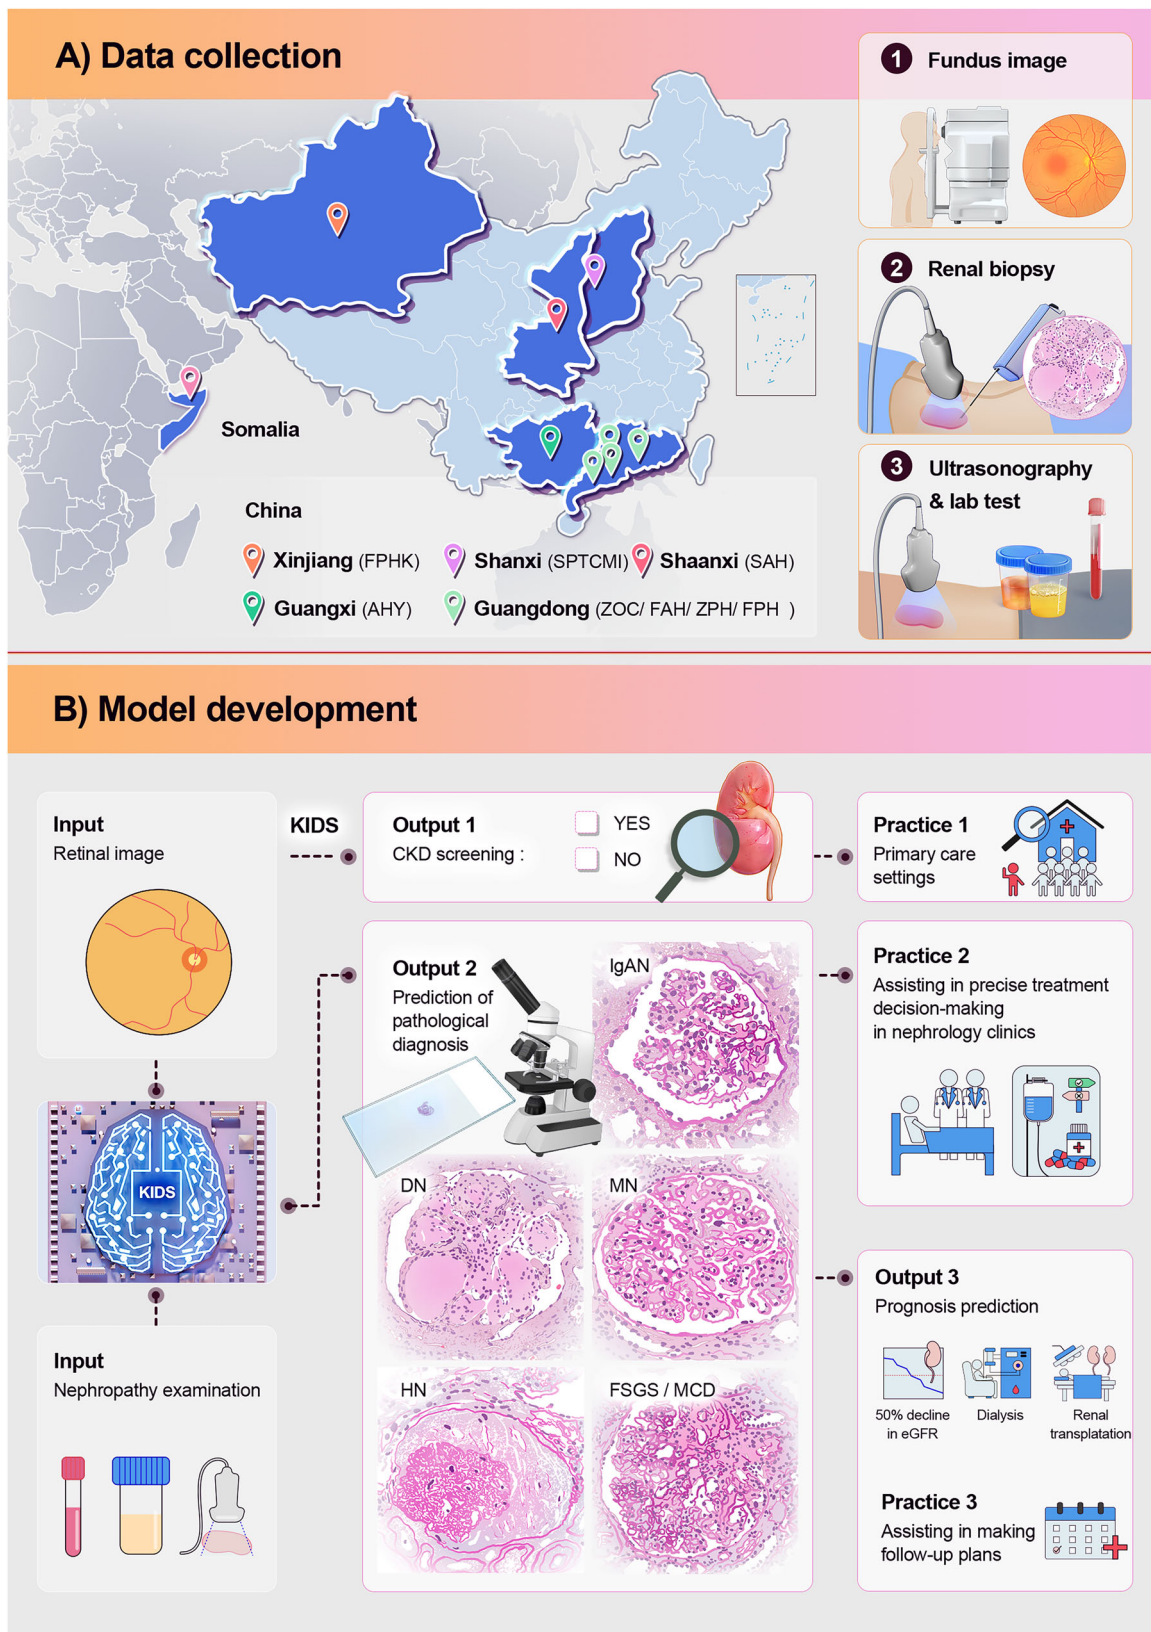 A) Data collection
1 Fundus image
2 Renal biopsy
3 Ultrasonography
& lab test
Somalia
China
Xinjiang (FPHK)
Shanxi (SPTCMI)
Shaanxi (SAH)
Guangxi (AHY)
Guangdong (ZOC/ FAH/ ZPH/ FPH )
B) Model development
Input
Retinal image
KIDS
KIDS
Input
Nephropathy examination
Output 1
CKD screening :
YES
NO
Practice 1
Primary care
settings
Output 2
Prediction of
pathological
diagnosis
IgAN
DN
MN
HN
FSGS / MCD
Practice 2
Assisting in precise treatment
decision-making
in nephrology clinics
Output 3
Prognosis prediction
50% decline
in eGFR
Dialysis
Renal
transplatation
Practice 3
Assisting in making
follow-up plans